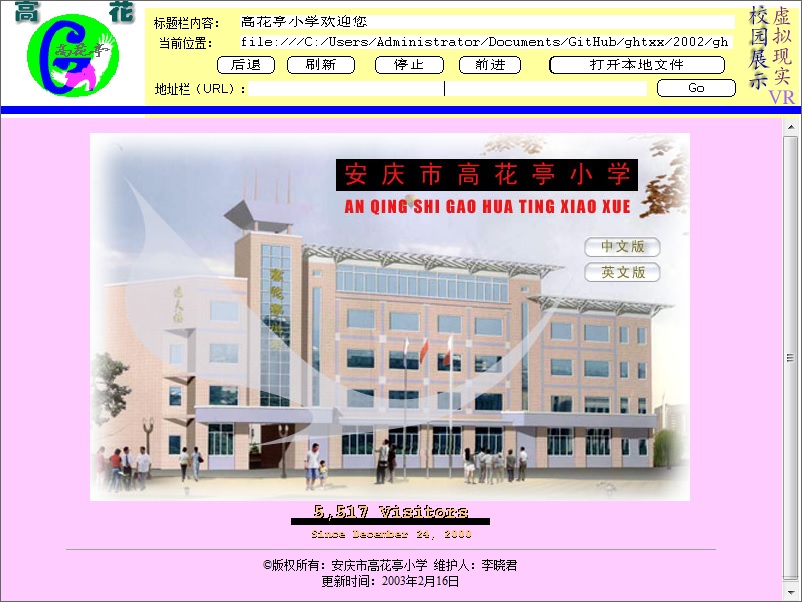 高 花
高花亭
标题栏内容： 高花亭小学欢迎您
当前位置： file:///C:/Users/Administrator/Documents/GitHub/ghtxx/2002/gh
后退 刷新 停止 前进 打开本地文件
地址栏（URL）： Go
校园展示
虚拟现实
VR
安庆市高花亭小学
AN QING SHI GAO HUA TING XIAO XUE
中文版
英文版
高花亭小学
5,517 Visitors
Since December 24, 2000
©版权所有：安庆市高花亭小学 维护人：李晓君
更新时间：2003年2月16日